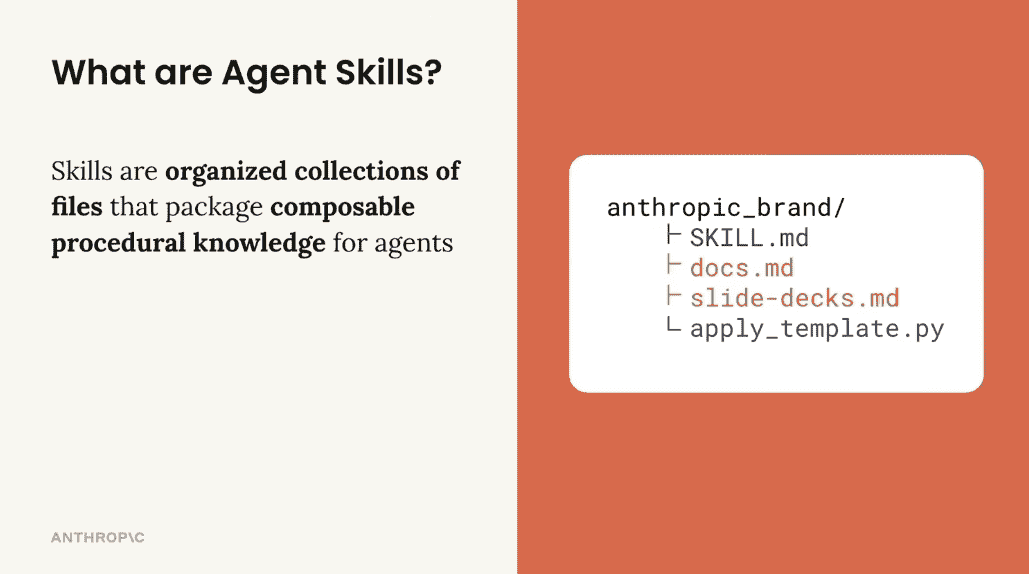 What are Agent Skills?
Skills are organized collections of
files that package composable
procedural knowledge for agents
anthropic_brand/
├ SKILL.md
├ docs.md
├ slide-decks.md
└ apply_template.py
ANTHROP\C